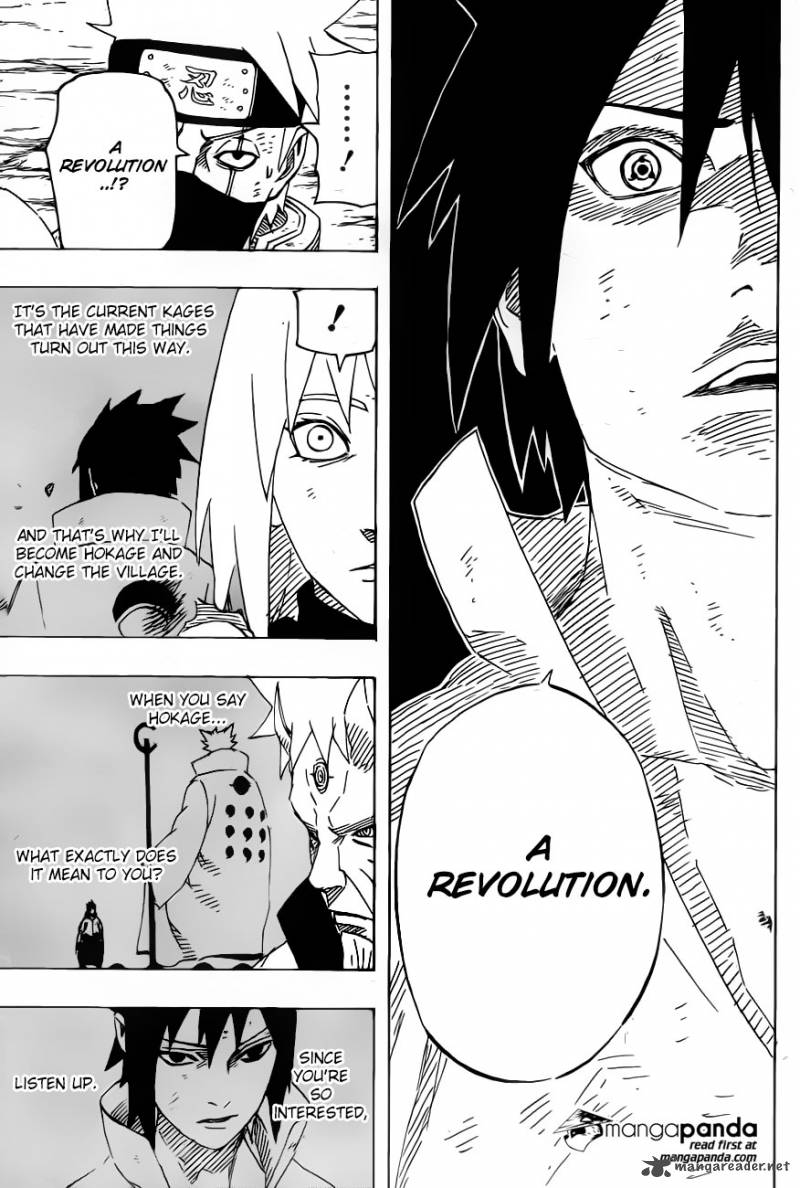 A
REVOLUTION.
......!
A
REVOLUTION
..!?
忍
!
IT'S THE CURRENT KAGES
THAT HAVE MADE THINGS
TURN OUT THIS WAY.
AND THAT'S WHY I'LL
BECOME HOKAGE AND
CHANGE THE VILLAGE.
WHEN YOU SAY
HOKAGE...
WHAT EXACTLY DOES
IT MEAN TO YOU?
SINCE
YOU'RE
SO
INTERESTED,
LISTEN UP.
mangapanda
read first at
mangapanda.com
mangareader.net